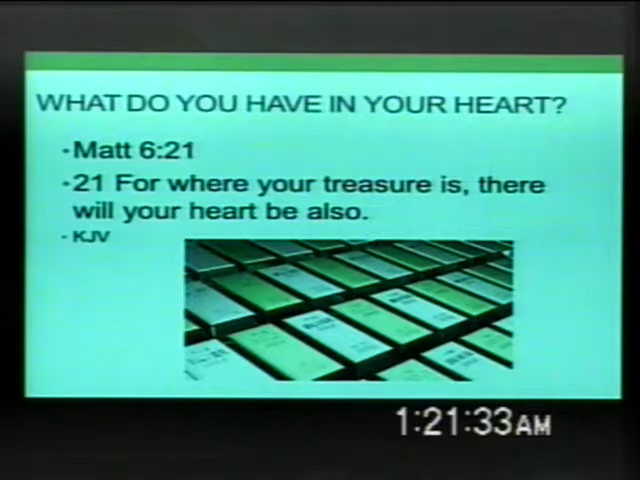 WHAT DO YOU HAVE IN YOUR HEART?
·Matt 6:21
·21 For where your treasure is, there
will your heart be also.
· KJV
1:21:33AM